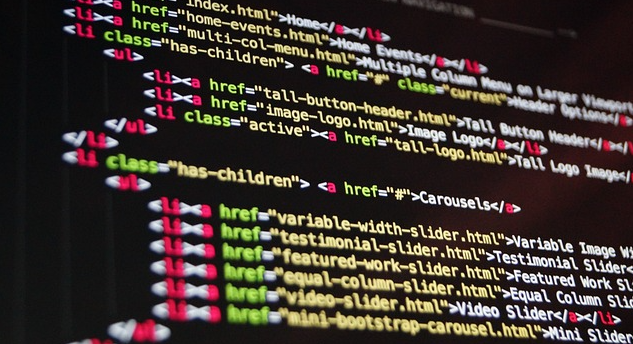 index.html">Home</a></li>
<li><a href="home-events.html">Home Events</a></li>
<li><a href="multi-col-menu.html">Multiple Column Menu on Larger Viewport
<li class="has-children"> <a href="#" class="current">Header Options</a>
<ul>
<li><a href="tall-button-header.html">Tall Button Header</a></li>
<li><a href="image-logo.html">Image Logo</a></li>
<li class="active"><a href="tall-logo.html">Tall Logo Image</
</ul>
</li>
<li class="has-children"> <a href="#">Carousels</a>
<ul>
<li><a href="variable-width-slider.html">Variable Image Wi
<li><a href="testimonial-slider.html">Testimonial Slider<
<li><a href="featured-work-slider.html">Featured Work Sl
<li><a href="equal-column-slider.html">Equal Column Slid
<li><a href="video-slider.html">Video Slider</a></li>
<li><a href="mini-bootstrap-carousel.html">Mini Slider
</ul>